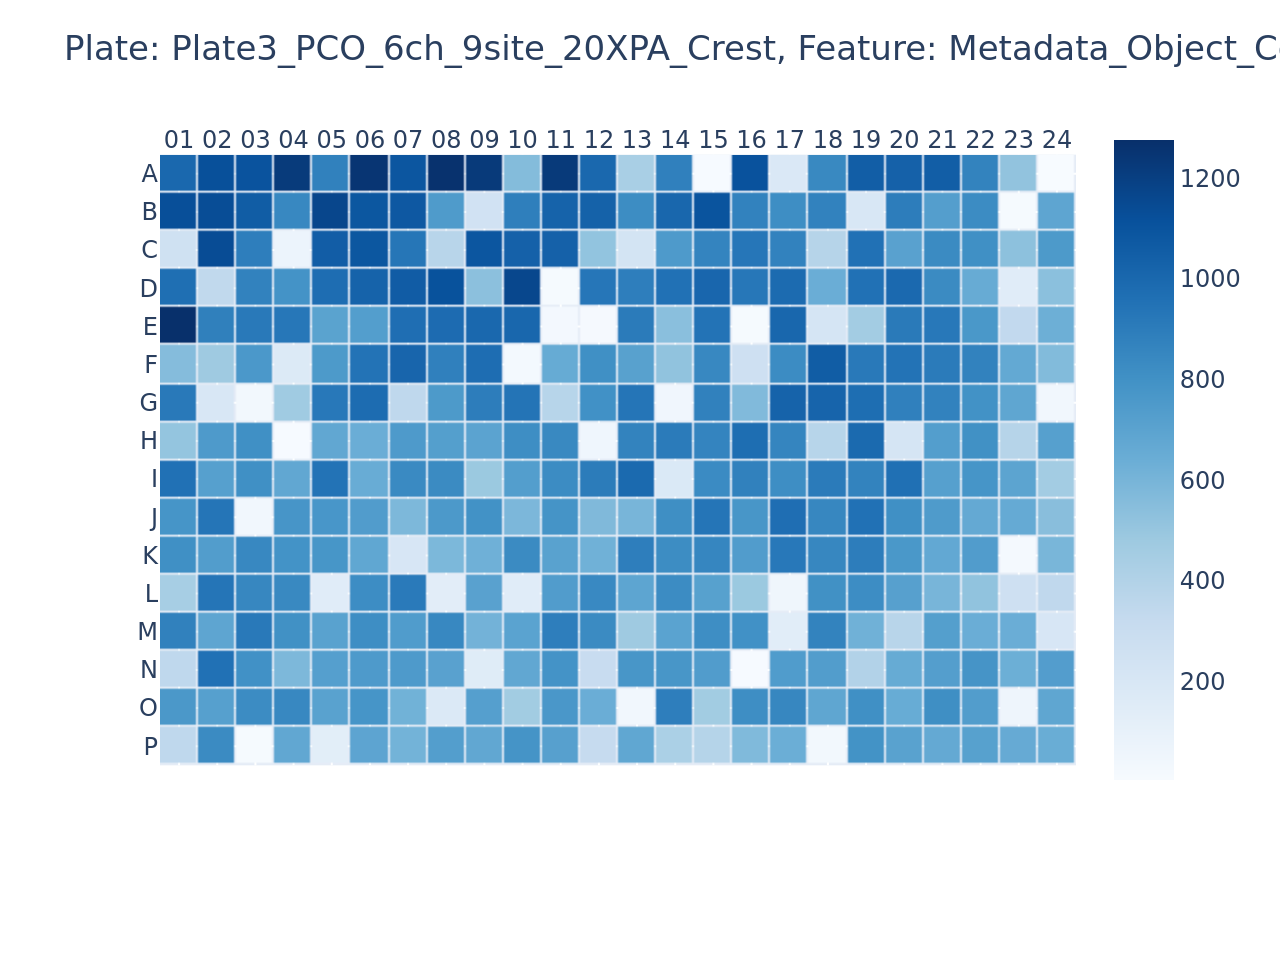 Plate: Plate3_PCO_6ch_9site_20XPA_Crest, Feature: Metadata_Object_C
01 02 03 04 05 06 07 08 09 10 11 12 13 14 15 16 17 18 19 20 21 22 23 24
A
1200
B
C
D
1000
E
F
800
G
H
I
600
J
K
L
400
M
N
200
O
P